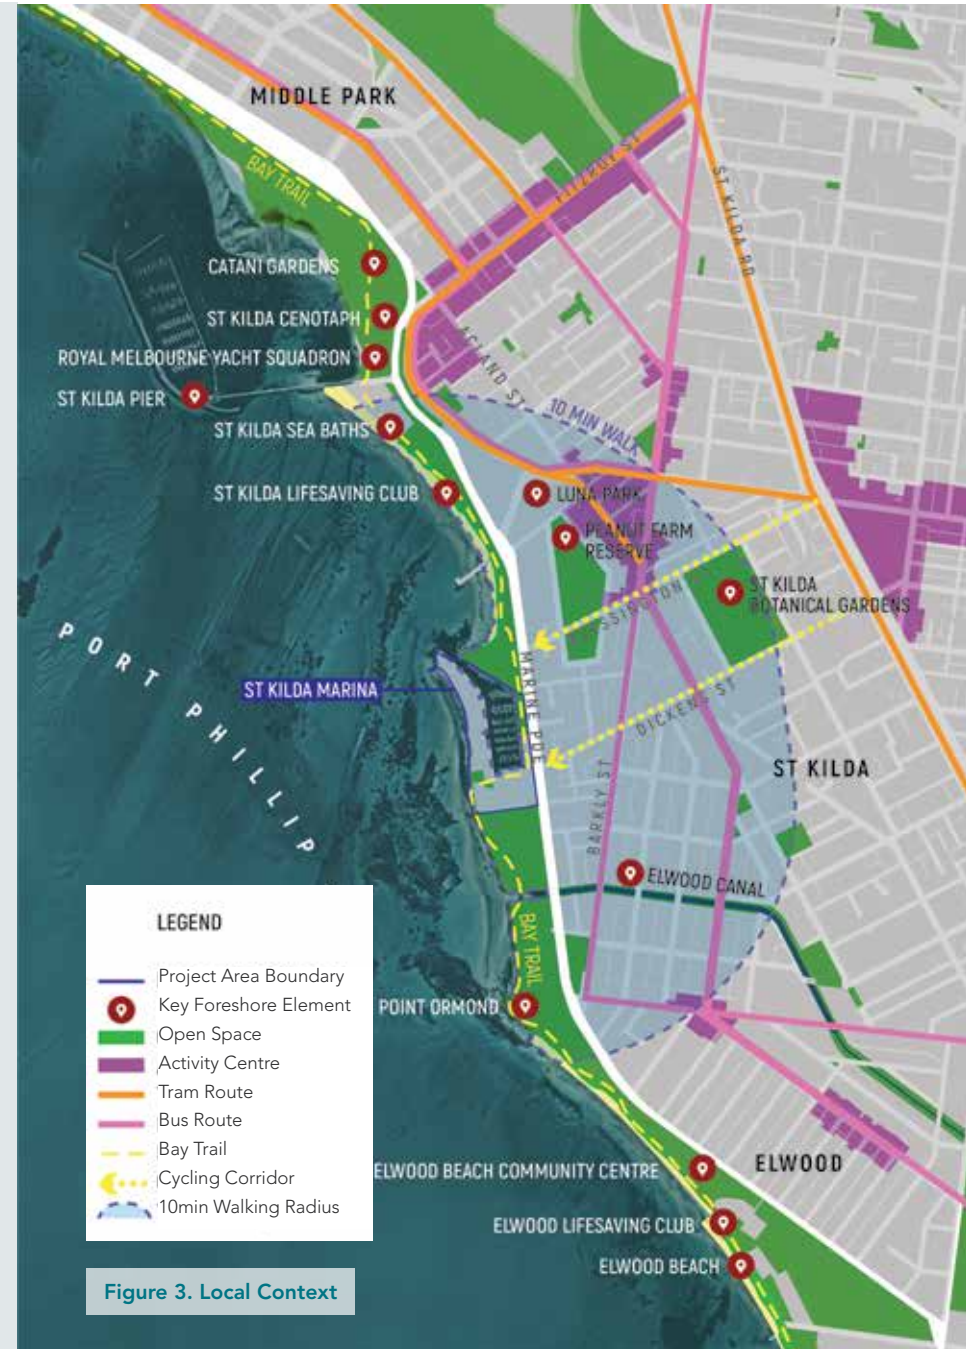 MIDDLE PARK
BAY TRAIL
FITZROY ST
ST KILDA RD
CATANI GARDENS
ST KILDA CENOTAPH
ROYAL MELBOURNE YACHT SQUADRON
ACLAND ST
ST KILDA PIER
10 MIN WALK
ST KILDA SEA BATHS
ST KILDA LIFESAVING CLUB
LUNA PARK
PEANUT FARM
RESERVE
ST KILDA
BOTANICAL GARDENS
PORT PHILLIP
MARINE PDE
ST KILDA MARINA
DICKENS ST
ST KILDA
BARKLY ST
ELWOOD CANAL
BAY TRAIL
POINT ORMOND
LEGEND
Project Area Boundary
Key Foreshore Element
Open Space
Activity Centre
Tram Route
Bus Route
Bay Trail
Cycling Corridor
10min Walking Radius
ELWOOD BEACH COMMUNITY CENTRE
ELWOOD
ELWOOD LIFESAVING CLUB
ELWOOD BEACH
Figure 3. Local Context